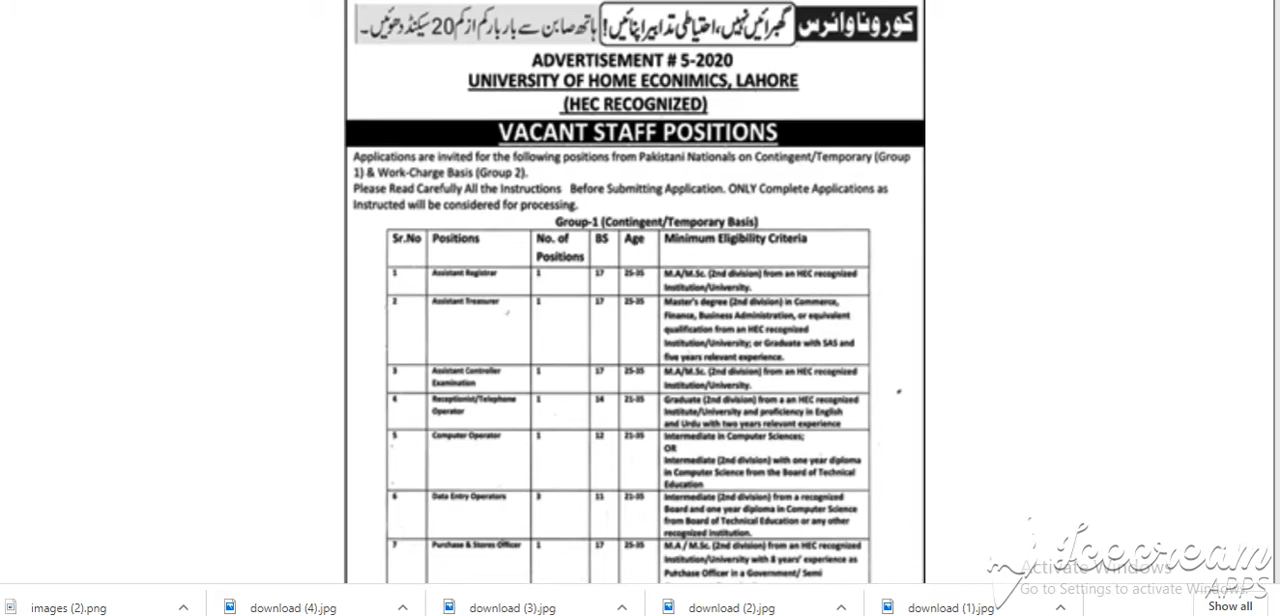 کورونا وائرس گھبرائیں نہیں، احتیاطی تدابیر اپنائیں! ہاتھ صابن سے بار بار کم از کم 20 سیکنڈ دھوئیں۔
ADVERTISEMENT # 5-2020
UNIVERSITY OF HOME ECONIMICS, LAHORE
(HEC RECOGNIZED)
VACANT STAFF POSITIONS
Applications are invited for the following positions from Pakistani Nationals on Contingent/Temporary (Group
1) & Work-Charge Basis (Group 2).
Please Read Carefully All the Instructions Before Submitting Application. ONLY Complete Applications as
Instructed will be considered for processing.
Group-1 (Contingent/Temporary Basis)
Sr.No Positions No. of Positions BS Age Minimum Eligibility Criteria
1 Assistant Registrar 1 17 25-35 M.A/M.Sc. (2nd division) from an HEC recognized
Institution/University.
2 Assistant Treasurer 1 17 25-35 Master's degree (2nd division) in Commerce,
Finance, Business Administration, or equivalent
qualification from an HEC recognized
Institution/University; or Graduate with SAS and
five years relevant experience.
3 Assistant Controller Examination 1 17 25-35 M.A/M.Sc. (2nd division) from an HEC recognized
Institution/University.
4 Receptionist/Telephone Operator 1 14 21-35 Graduate (2nd division) from a an HEC recognized
Institute/University and proficiency in English
and Urdu with two years relevant experience
5 Computer Operator 1 12 21-35 Intermediate in Computer Sciences;
OR
Intermediate (2nd division) with one year diploma
in Computer Science from the Board of Technical
Education
6 Data Entry Operators 3 11 21-35 Intermediate (2nd division) from a recognized
Board and one year diploma in Computer Science
from Board of Technical Education or any other
recognized institution.
7 Purchase & Stores Officer 1 17 25-35 M.A / M.Sc. (2nd division) from an HEC recognized
Institution/University with 8 years' experience as
Purchase Officer in a Government/ Semi
Icecream
APPS
Activate Windows
Go to Settings to activate Windows.
images (2).png download (4).jpg download (3).jpg download (2).jpg download (1).jpg Show all